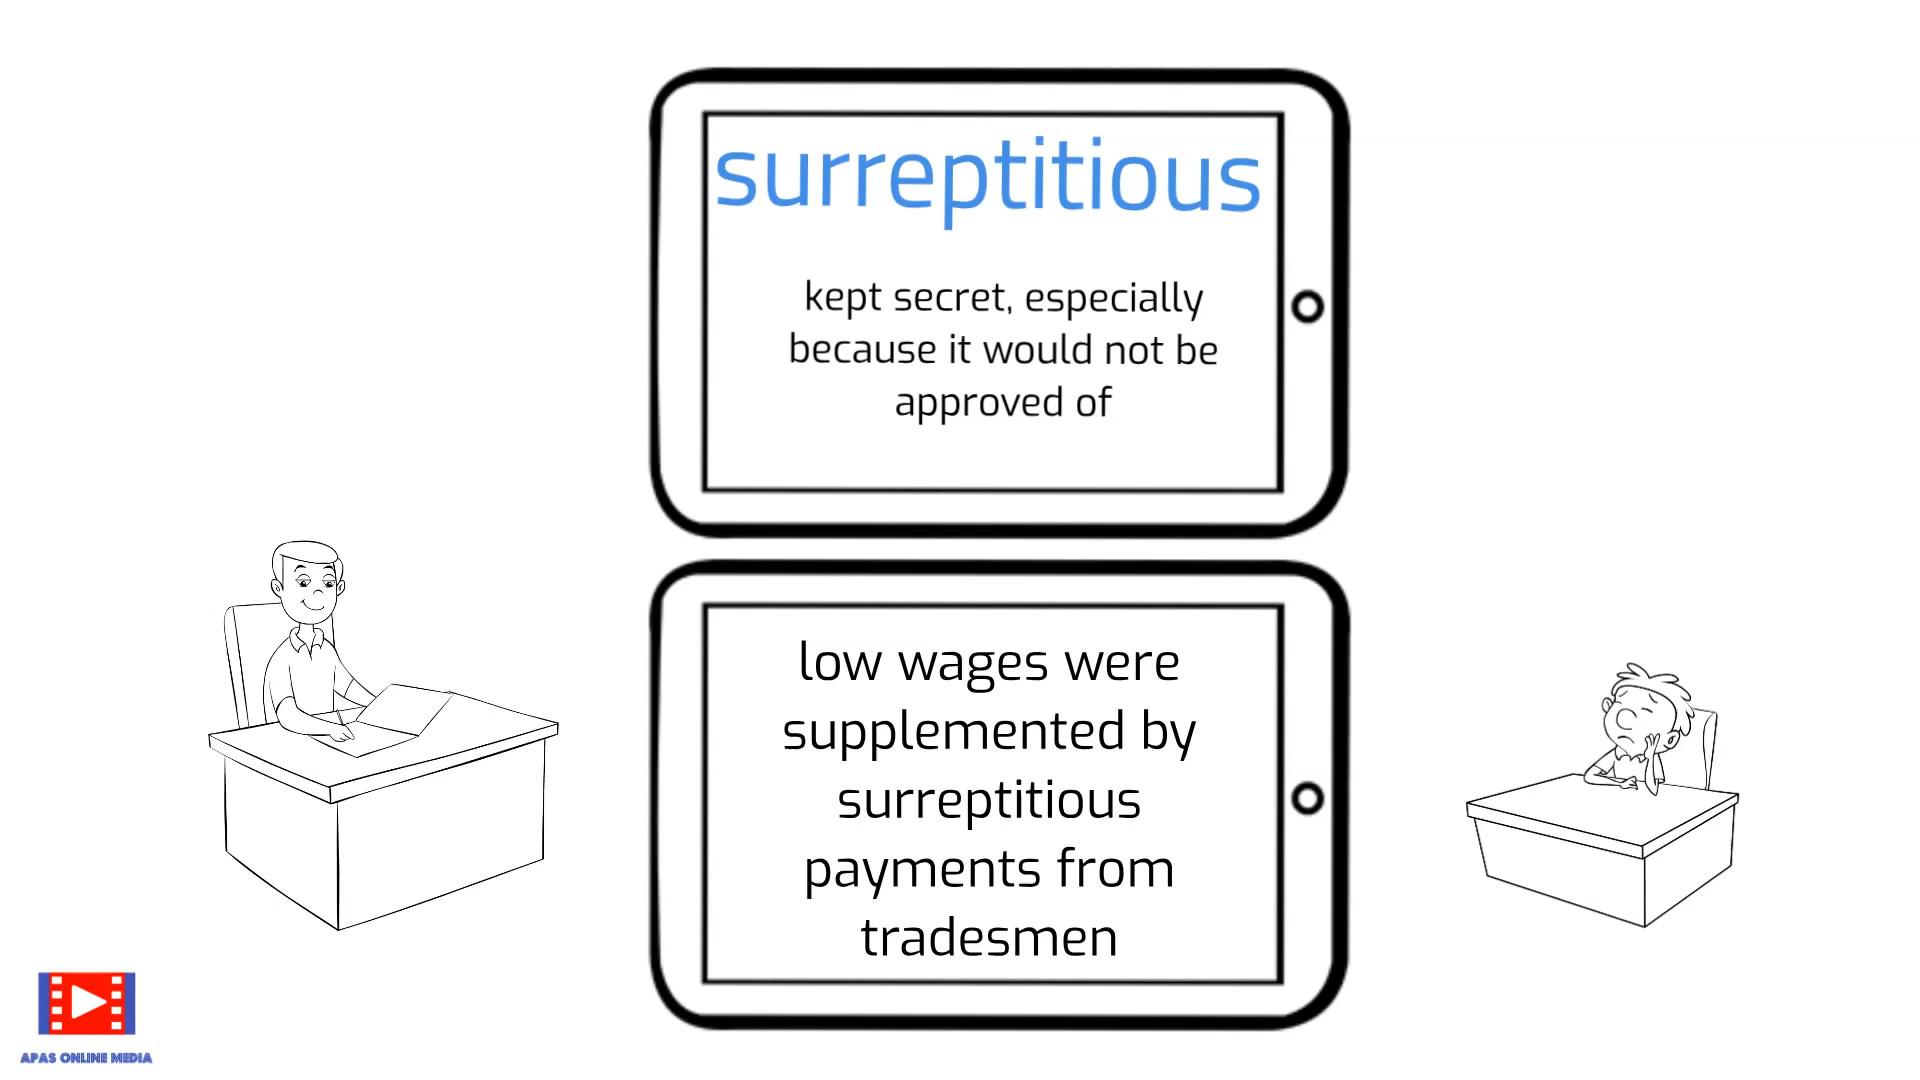 surreptitious
kept secret, especially
because it would not be
approved of
low wages were
supplemented by
surreptitious
payments from
tradesmen
APAS ONLINE MEDIA